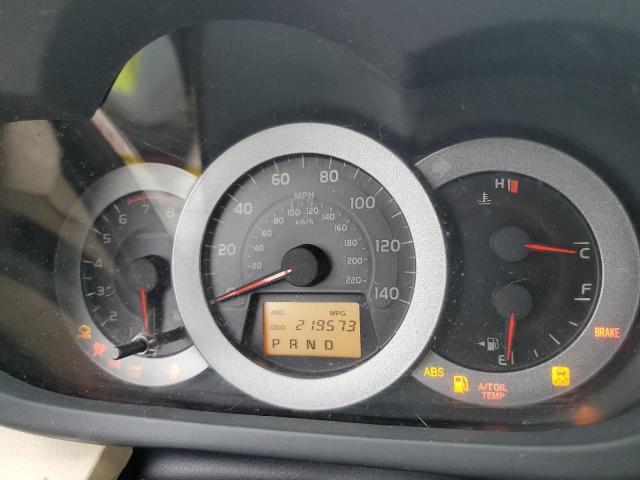 8
7
6
5
4
3
2
80
60
100
MPH
40
120
20
140
0
100 120
80 140
km/h
60 160
40 180
20 200
220
AVG. MPG
ODO 219573
P R N D
H
C
F
E
ABS
A/T OIL
TEMP
BRAKE